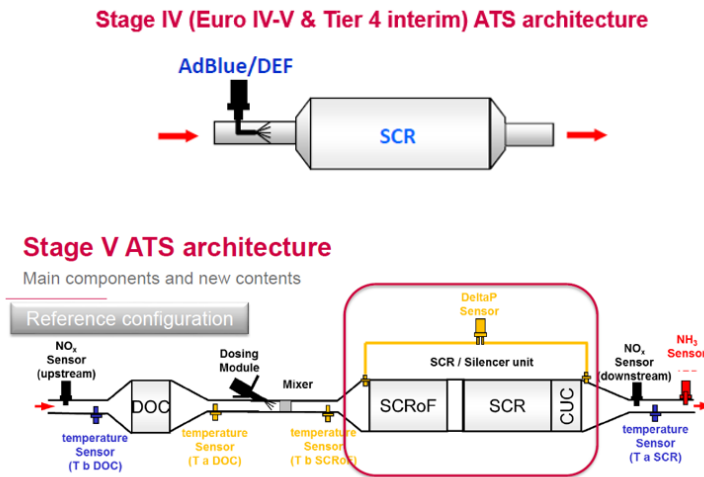 Stage IV (Euro IV-V & Tier 4 interim) ATS architecture
AdBlue/DEF
SCR
Stage V ATS architecture
Main components and new contents
Reference configuration
NOx
Sensor
(upstream)
Dosing
Module
Mixer
DeltaP
Sensor
SCR / Silencer unit
NOx
Sensor
(downstream)
NH3
Sensor
DOC
SCRoF
SCR
CUC
temperature
Sensor
(T b DOC)
temperature
Sensor
(T a DOC)
temperature
Sensor
(T b SCRoF)
temperature
Sensor
(T a SCR)